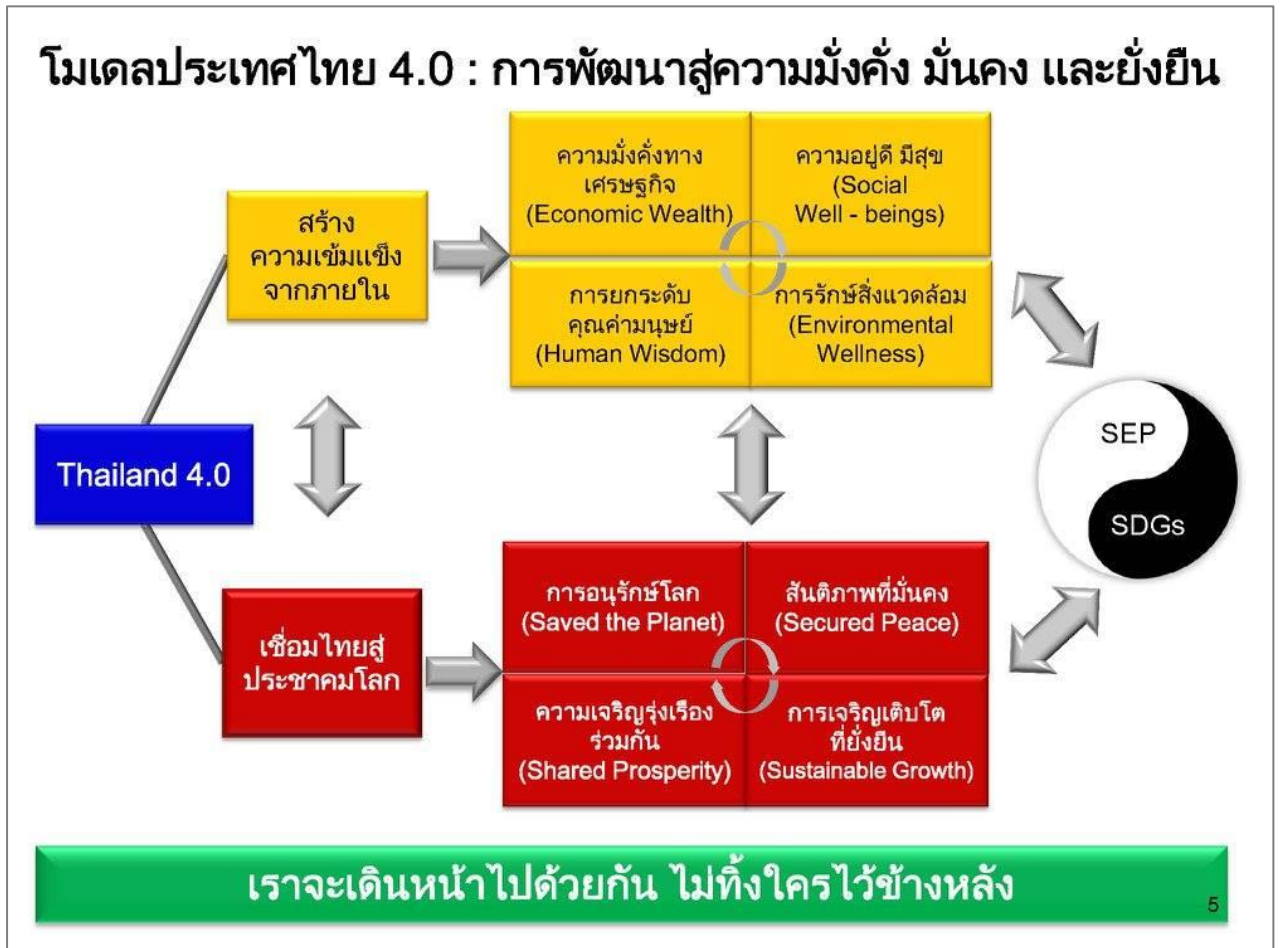 โมเดลประเทศไทย 4.0 : การพัฒนาสู่ความมั่งคั่ง มั่นคง และยั่งยืน
สร้าง
ความเข้มแข็ง
จากภายใน
ความมั่งคั่งทาง
เศรษฐกิจ
(Economic Wealth)
ความอยู่ดี มีสุข
(Social
Well - beings)
การยกระดับ
คุณค่ามนุษย์
(Human Wisdom)
การรักษ์สิ่งแวดล้อม
(Environmental
Wellness)
Thailand 4.0
SEP
SDGs
เชื่อมไทยสู่
ประชาคมโลก
การอนุรักษ์โลก
(Saved the Planet)
สันติภาพที่มั่นคง
(Secured Peace)
ความเจริญรุ่งเรือง
ร่วมกัน
(Shared Prosperity)
การเจริญเติบโต
ที่ยั่งยืน
(Sustainable Growth)
เราจะเดินหน้าไปด้วยกัน ไม่ทิ้งใครไว้ข้างหลัง
5